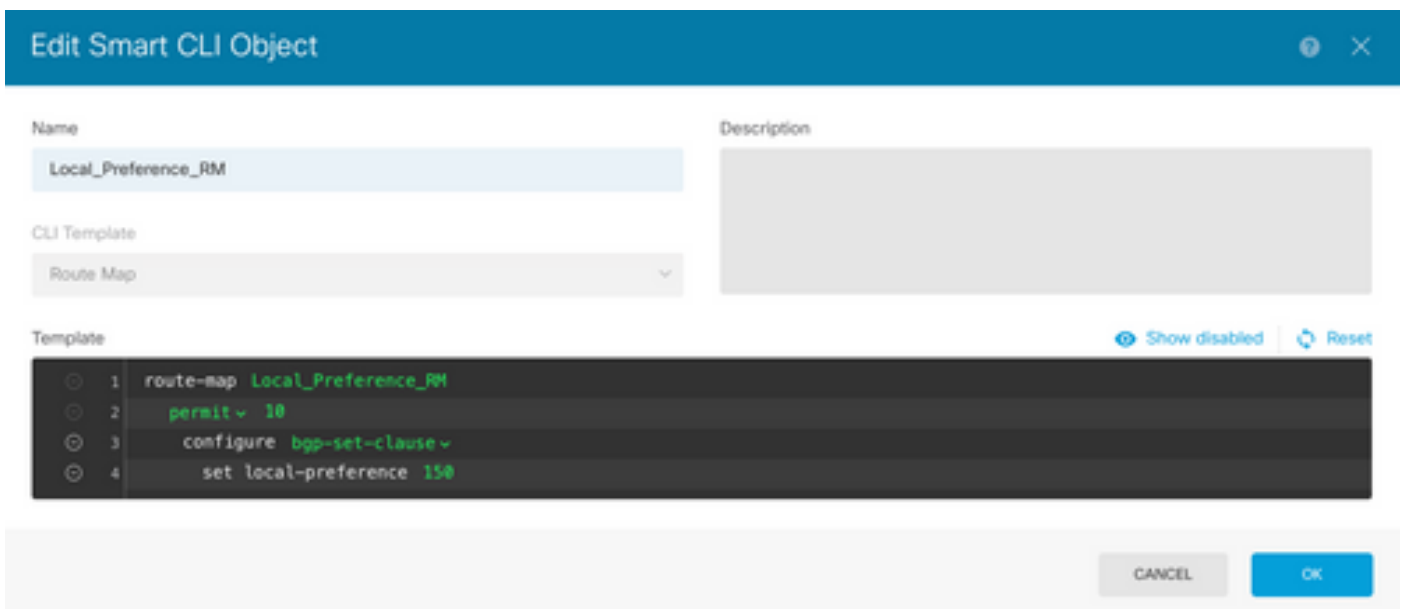 Edit Smart CLI Object
Name
Description
Local_Preference_RM
CLI Template
Route Map
Template
Show disabled
Reset
1 route-map Local_Preference_RM
2 permit 10
3 configure bgp-set-clause
4 set local-preference 150
CANCEL
OK